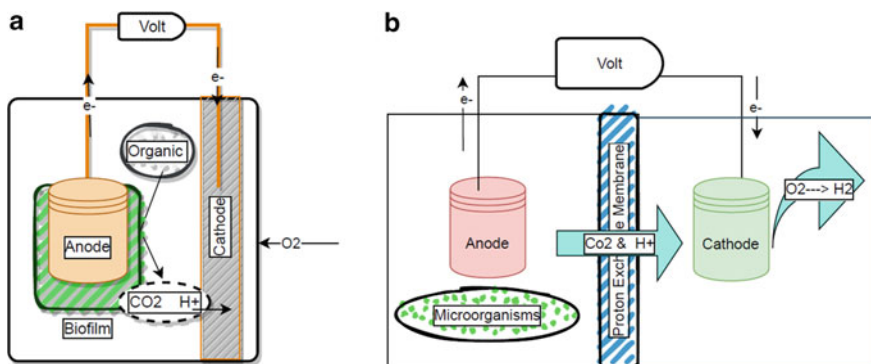 a
Volt
e-
e-
Organic
Anode
Cathode
O2
CO2 H+
Biofilm
b
Volt
e-
e-
Proton Exchange Membrane
Anode
Co2 & H+
Cathode
O2---> H2
Microorganisms